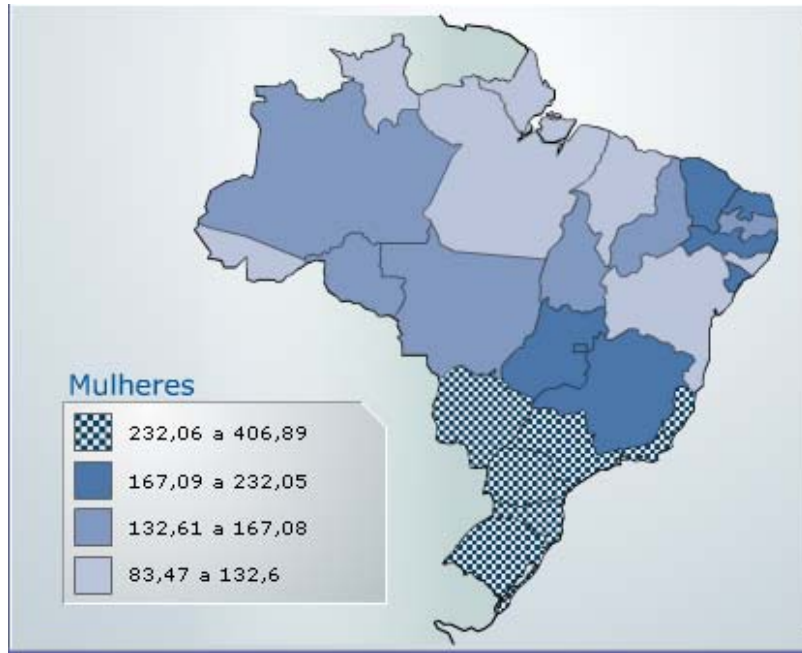 Mulheres
232,06 a 406,89
167,09 a 232,05
132,61 a 167,08
83,47 a 132,6